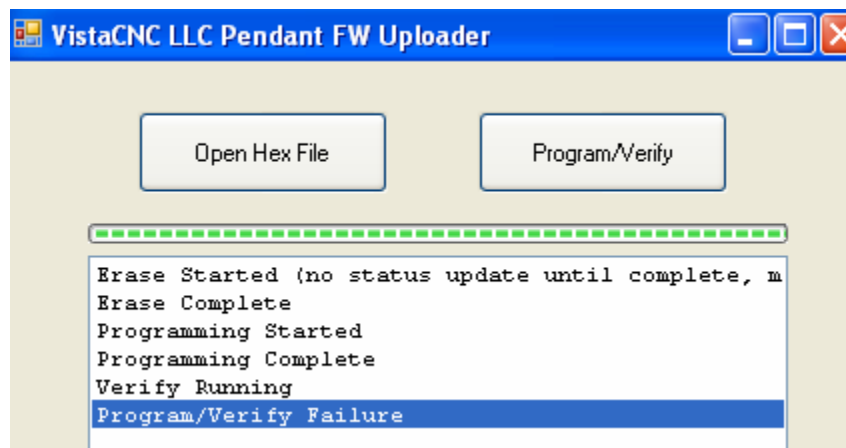 VistaCNC LLC Pendant FW Uploader
Open Hex File
Program/Verify
Erase Started (no status update until complete, m
Erase Complete
Programming Started
Programming Complete
Verify Running
Program/Verify Failure